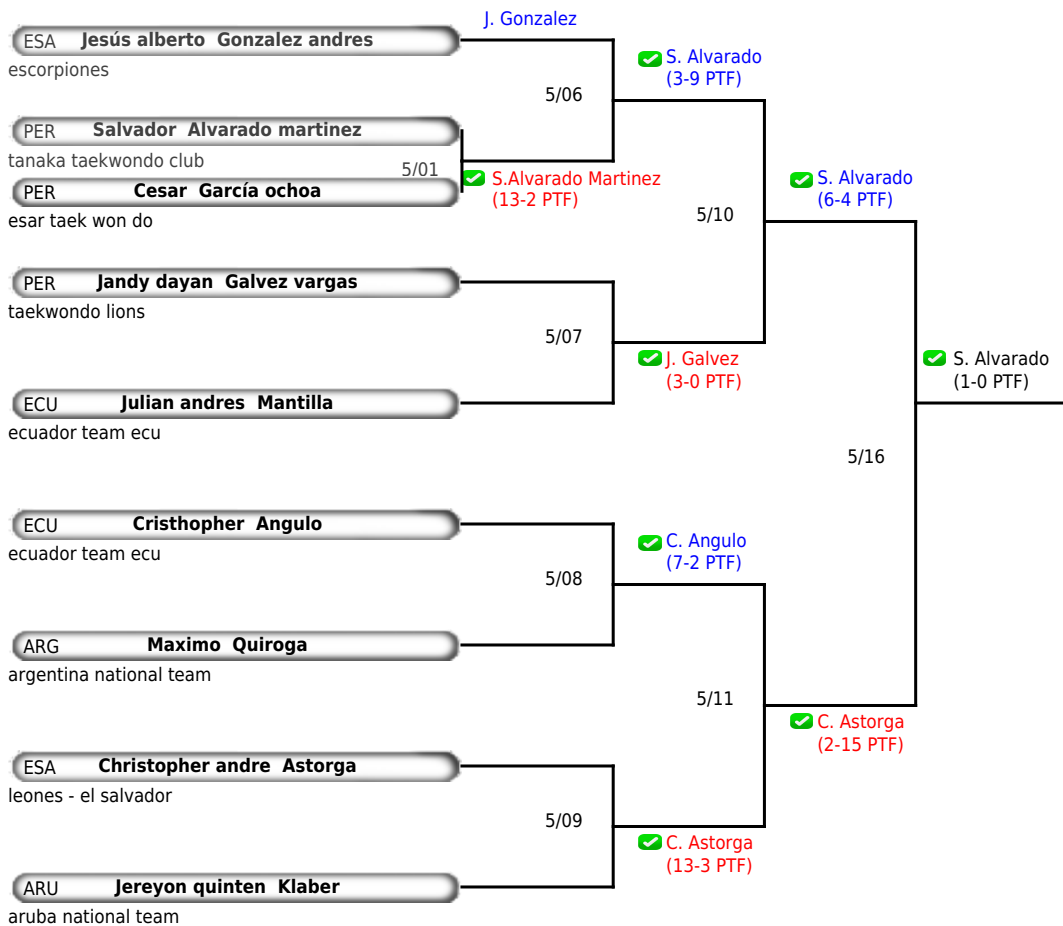 J. Gonzalez
ESA Jesús alberto Gonzalez andres
escorpiones
S. Alvarado
(3-9 PTF)
5/06
PER Salvador Alvarado martinez
tanaka taekwondo club
5/01
PER Cesar García ochoa
esar taek won do
S.Alvarado Martinez
(13-2 PTF)
S. Alvarado
(6-4 PTF)
5/10
PER Jandy dayan Galvez vargas
taekwondo lions
5/07
J. Galvez
(3-0 PTF)
S. Alvarado
(1-0 PTF)
ECU Julian andres Mantilla
ecuador team ecu
5/16
ECU Cristhopher Angulo
ecuador team ecu
C. Angulo
(7-2 PTF)
5/08
ARG Maximo Quiroga
argentina national team
5/11
C. Astorga
(2-15 PTF)
ESA Christopher andre Astorga
leones - el salvador
5/09
C. Astorga
(13-3 PTF)
ARU Jereyon quinten Klaber
aruba national team